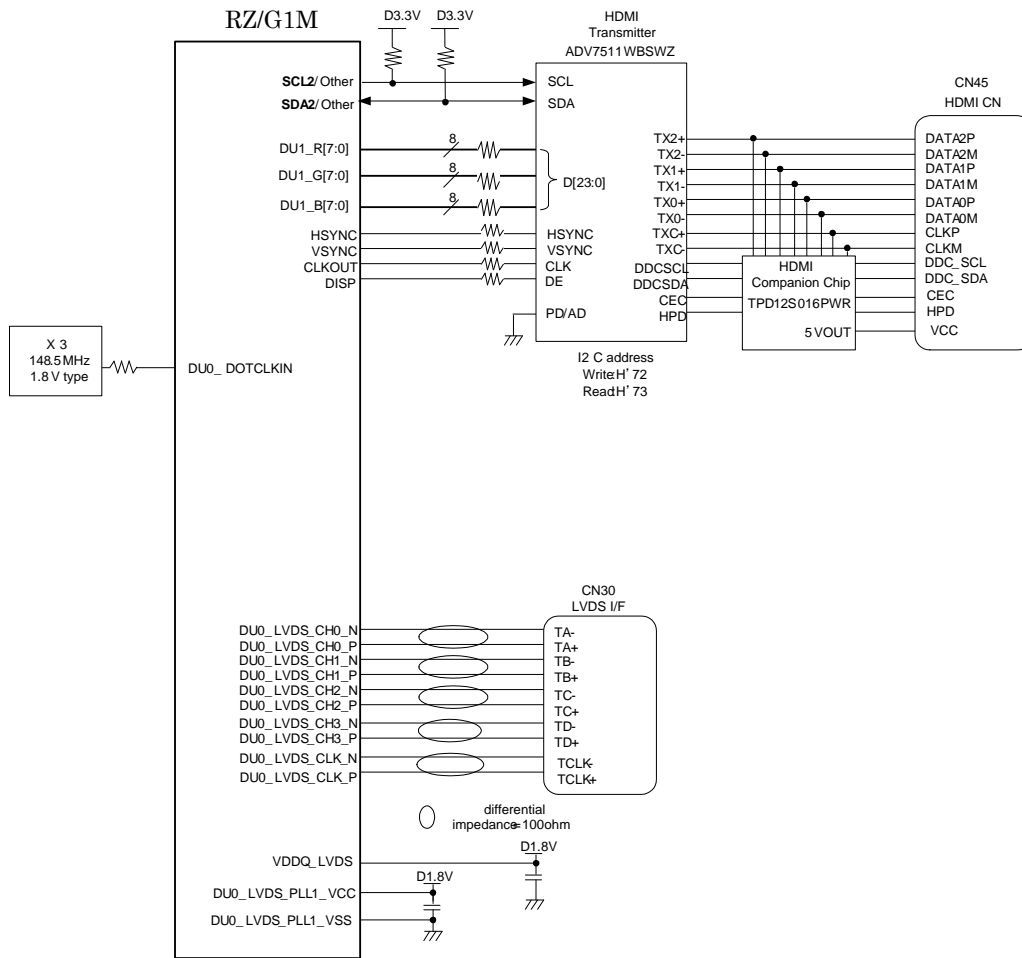 RZ/G1M
D3.3V
D3.3V
HDMI
Transmitter
ADV7511WBSWZ
CN45
HDMI CN
SCL2/Other
SDA2/Other
SCL
SDA
DU1_R[7:0]
8
DU1_G[7:0]
8
DU1_B[7:0]
8
D[23:0]
HSYNC
VSYNC
CLKOUT
DISP
HSYNC
VSYNC
CLK
DE
PD/AD
TX2+
TX2-
TX1+
TX1-
TX0+
TX0-
TXC+
TXC-
DDCSCL
DDCSDA
CEC
HPD
HDMI
Companion Chip
TPD12S016PWR
5VOUT
DATA2P
DATA2M
DATA1P
DATA1M
DATA0P
DATA0M
CLKP
CLKM
DDC_SCL
DDC_SDA
CEC
HPD
VCC
I2 C address
Write:H' 72
Read:H' 73
X 3
148.5MHz
1.8V type
DU0_ DOTCLKIN
CN30
LVDS I/F
DU0_LVDS_CH0_N
DU0_LVDS_CH0_P
DU0_LVDS_CH1_N
DU0_LVDS_CH1_P
DU0_LVDS_CH2_N
DU0_LVDS_CH2_P
DU0_LVDS_CH3_N
DU0_LVDS_CH3_P
DU0_LVDS_CLK_N
DU0_LVDS_CLK_P
TA-
TA+
TB-
TB+
TC-
TC+
TD-
TD+
TCLK-
TCLK+
differential
impedance=100ohm
D1.8V
VDDQ_LVDS
D1.8V
DU0_LVDS_PLL1_VCC
DU0_LVDS_PLL1_VSS